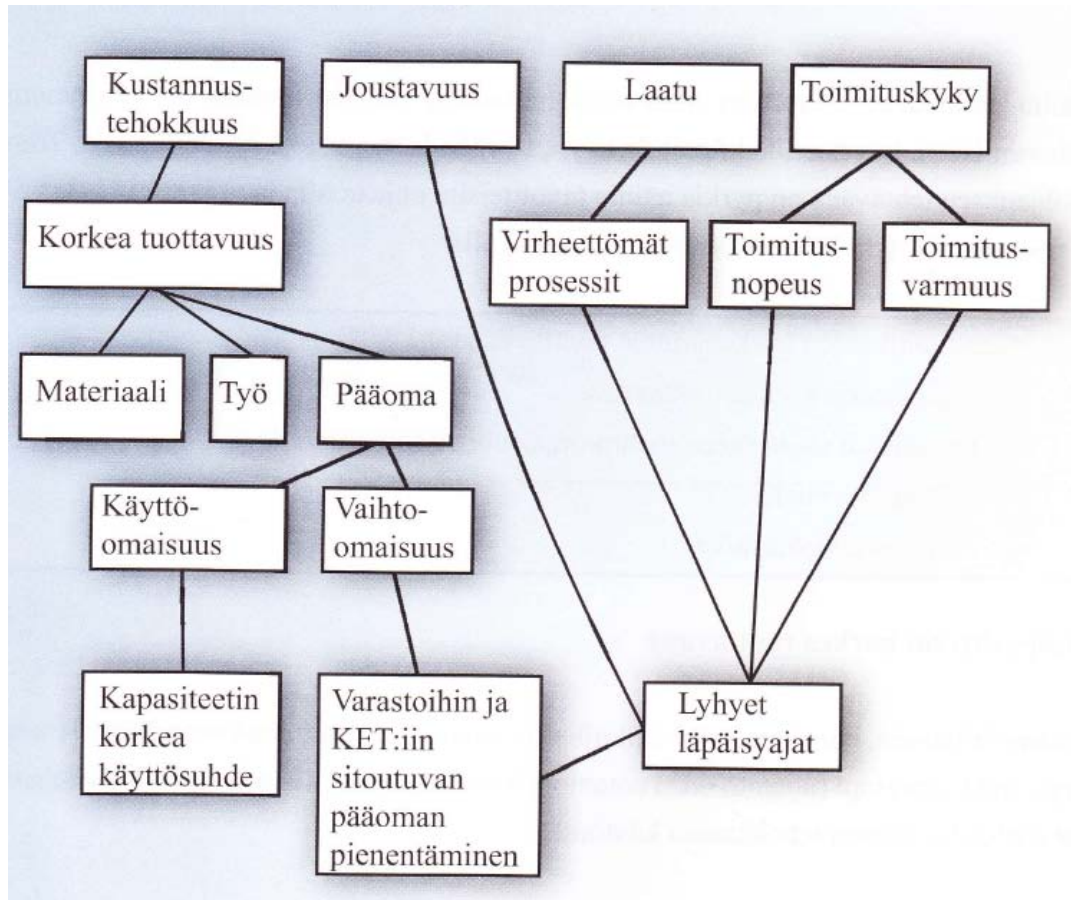 Kustannus-
tehokkuus
Joustavuus
Laatu
Toimituskyky
Korkea tuottavuus
Virheettömät
prosessit
Toimitus-
nopeus
Toimitus-
varmuus
Materiaali
Työ
Pääoma
Käyttö-
omaisuus
Vaihto-
omaisuus
Kapasiteetin
korkea
käyttösuhde
Varastoihin ja
KET:iin
sitoutuvan
pääoman
pienentäminen
Lyhyet
läpäisyajat